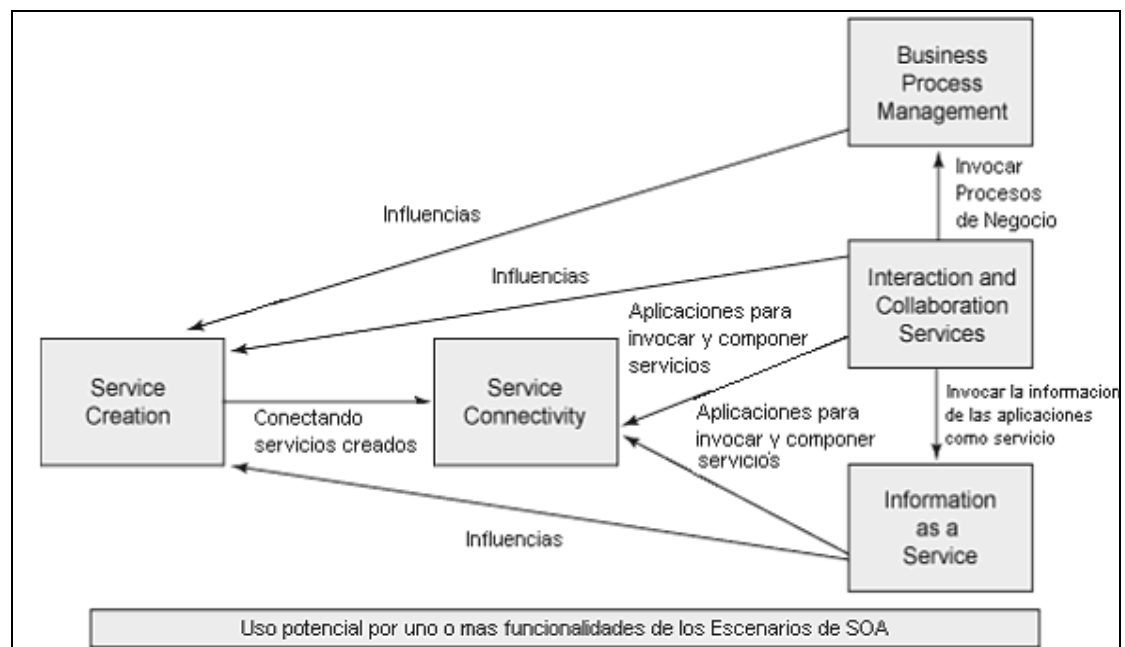 Business
Process
Management
Invocar
Procesos
de Negocio
Influencias
Influencias
Interaction and
Collaboration
Services
Aplicaciones para
invocar y componer
servicios
Service
Creation
Service
Connectivity
Conectando
servicios creados
Aplicaciones para
invocar y componer
servicios
Invocar la informacion
de las aplicaciones
como servicio
Information
as a
Service
Influencias
Uso potencial por uno o mas funcionalidades de los Escenarios de SOA